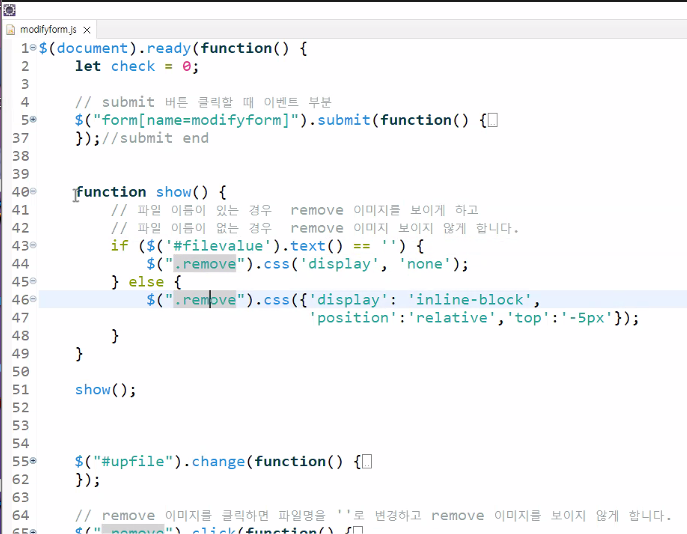 modifyform.js
1 $(document).ready(function() {
2 let check = 0;
3
4 // submit 버튼 클릭할 때 이벤트 부분
5 $("form[name=modifyform]").submit(function() {
37 });//submit end
38
39
40 function show() {
41 // 파일 이름이 있는 경우 remove 이미지를 보이게 하고
42 // 파일 이름이 없는 경우 remove 이미지 보이지 않게 합니다.
43 if ($('#filevalue').text() == '') {
44 $(".remove").css('display', 'none');
45 } else {
46 $(".remove").css({'display': 'inline-block',
47 'position':'relative','top':'-5px'});
48 }
49 }
50
51 show();
52
53
54
55 $("#upfile").change(function() {
62 });
63
64 // remove 이미지를 클릭하면 파일명을 ''로 변경하고 remove 이미지를 보이지 않게 합니다.
65 $(".remove").click(function() {